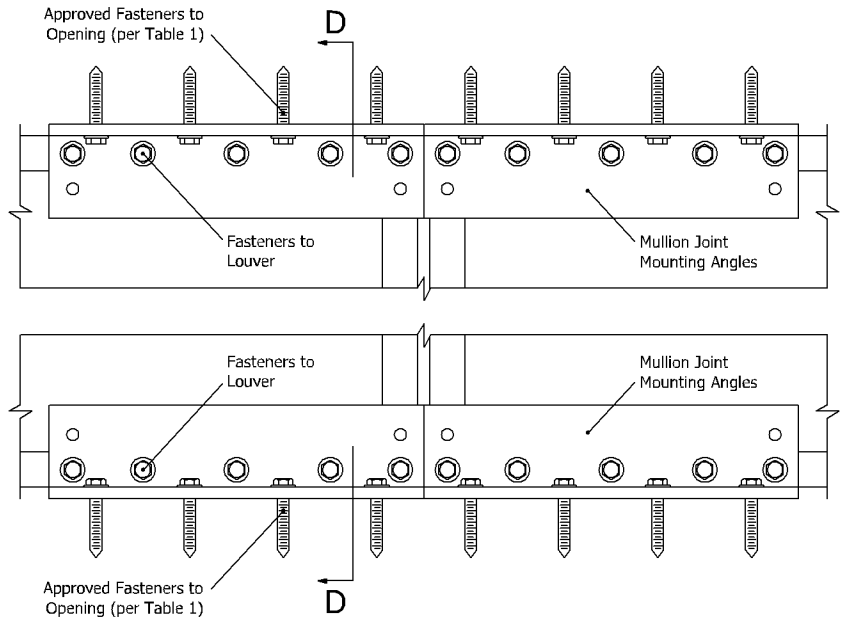 Approved Fasteners to
Opening (per Table 1)
D
Fasteners to
Louver
Mullion Joint
Mounting Angles
Fasteners to
Louver
Mullion Joint
Mounting Angles
Approved Fasteners to
Opening (per Table 1)
D